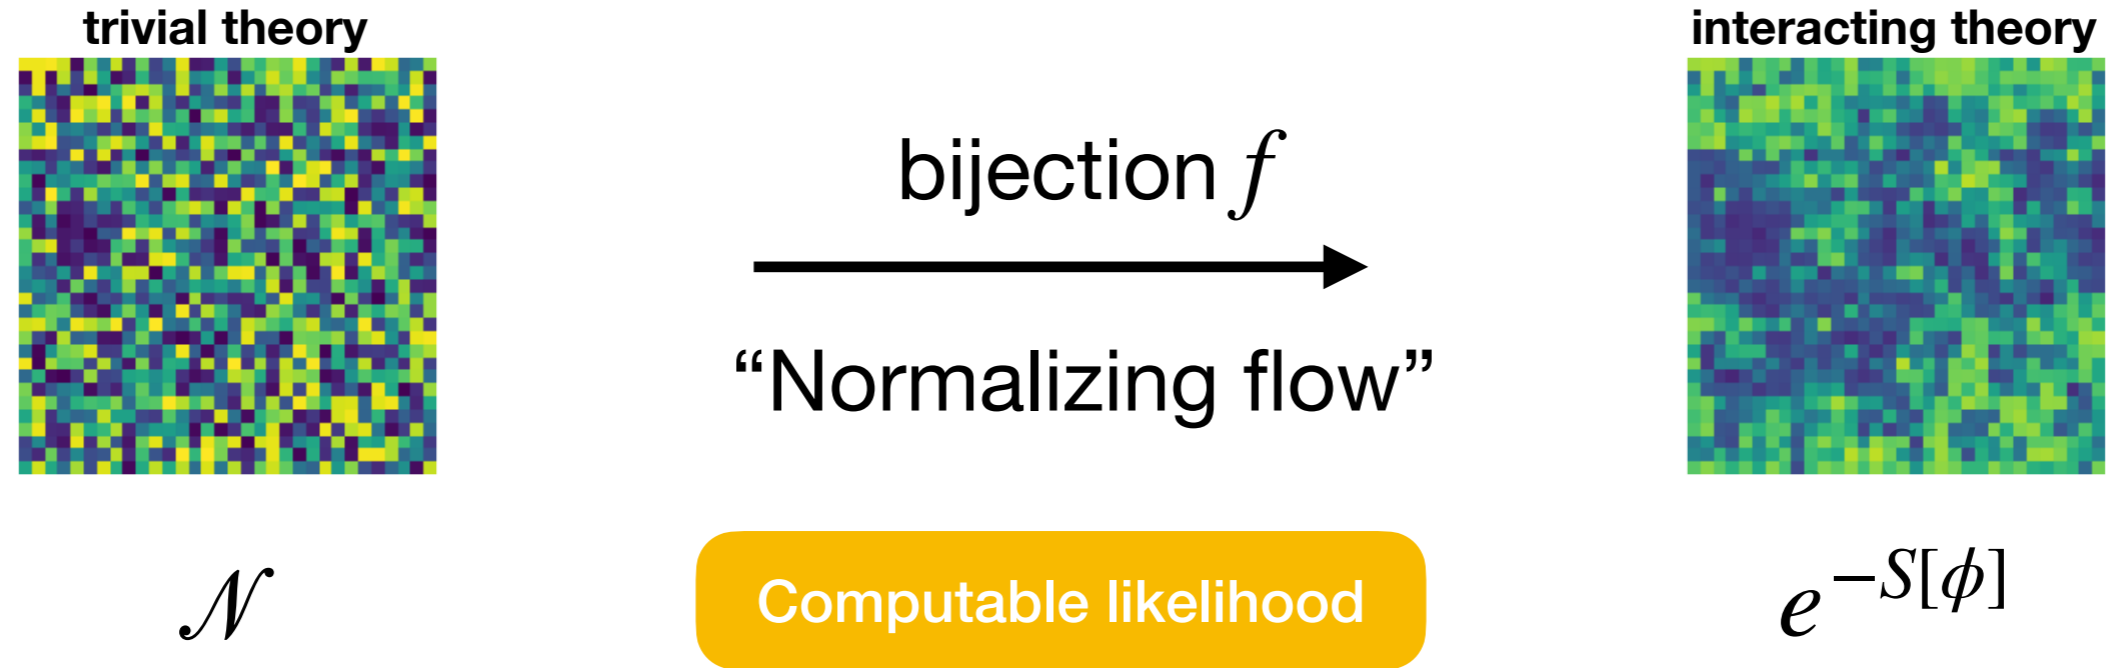 trivial theory
interacting theory
bijection f
“Normalizing flow”
Computable likelihood
𝒩
e^{-S[ϕ]}